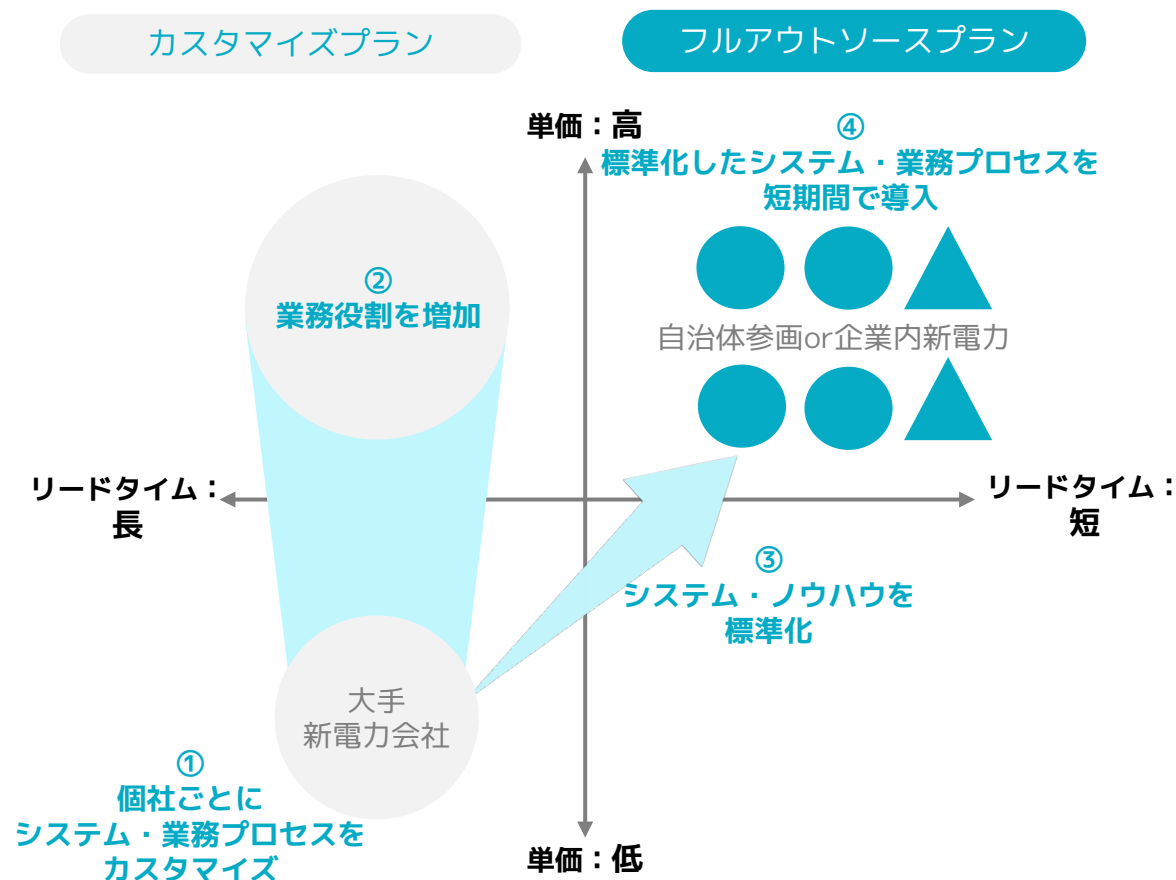 カスタマイズプラン
フルアウトソースプラン
単価：高
④
標準化したシステム・業務プロセスを
短期間で導入
②
業務役割を増加
自治体参画or企業内新電力
リードタイム：
長
リードタイム：
短
③
システム・ノウハウを
標準化
大手
新電力会社
①
個社ごとに
システム・業務プロセスを
カスタマイズ
単価：低